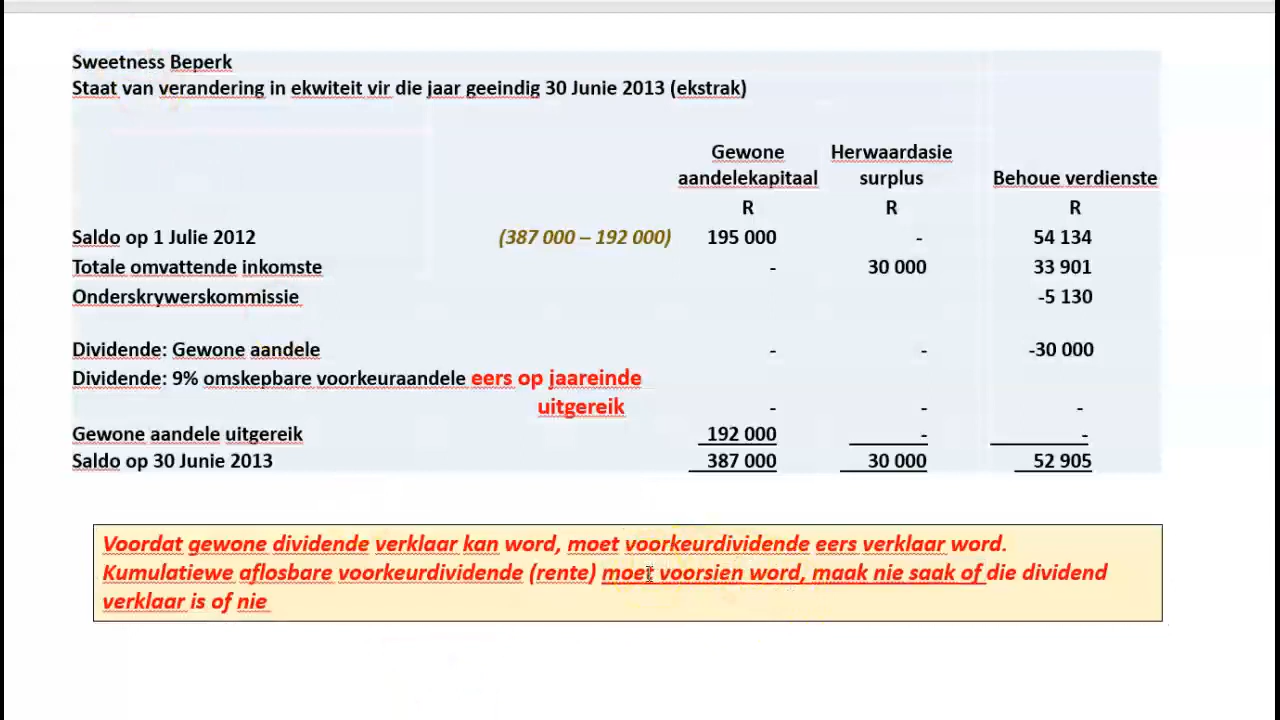 Sweetness Beperk
Staat van verandering in ekwiteit vir die jaar geeindig 30 Junie 2013 (ekstrak)
Gewone Herwaardasie
aandelekapitaal surplus Behoue verdienste
R R R
Saldo op 1 Julie 2012 (387 000 – 192 000) 195 000 - 54 134
Totale omvattende inkomste - 30 000 33 901
Onderskrywerskommissie -5 130
Dividende: Gewone aandele - - -30 000
Dividende: 9% omskepbare voorkeuraandele eers op jaareinde
uitgereik - - -
Gewone aandele uitgereik 192 000 - -
Saldo op 30 Junie 2013 387 000 30 000 52 905
Voordat gewone dividende verklaar kan word, moet voorkeurdividende eers verklaar word.
Kumulatiewe aflosbare voorkeurdividende (rente) moet voorsien word, maak nie saak of die dividend
verklaar is of nie